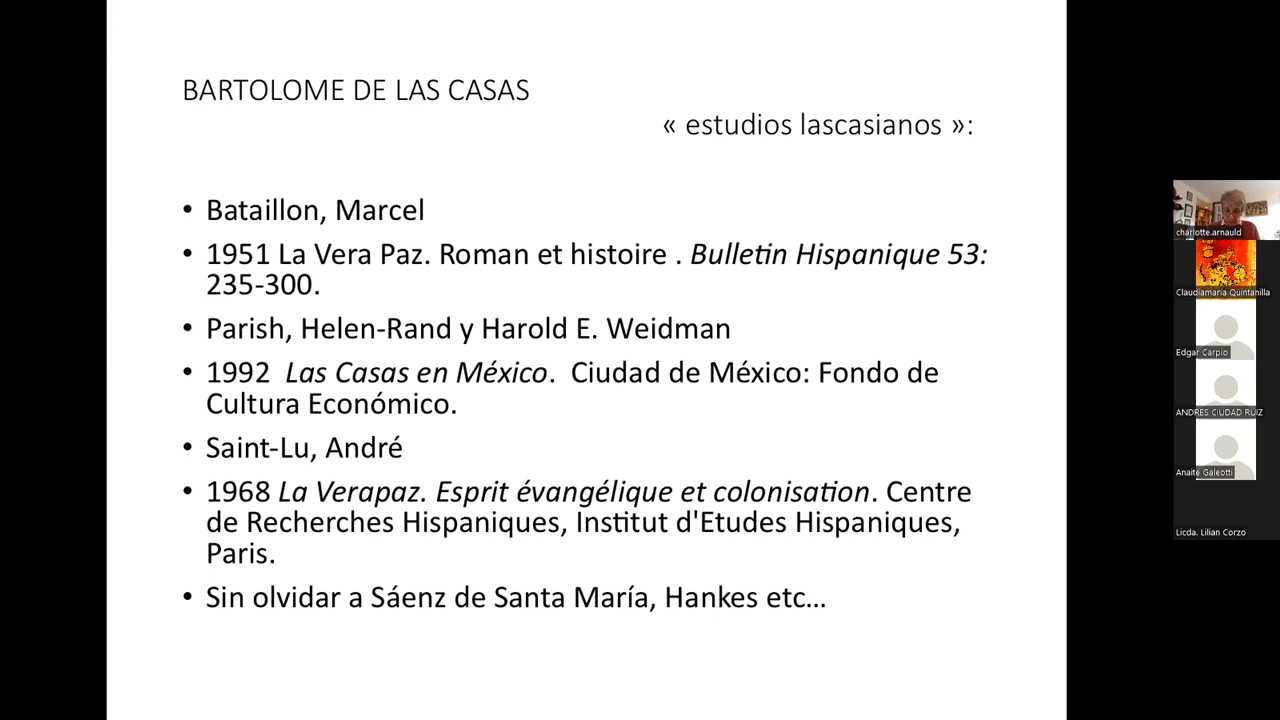 BARTOLOME DE LAS CASAS
« estudios lascasianos »:
• Bataillon, Marcel
• 1951 La Vera Paz. Roman et histoire . Bulletin Hispanique 53:
235-300.
• Parish, Helen-Rand y Harold E. Weidman
• 1992 Las Casas en México. Ciudad de México: Fondo de
Cultura Económico.
• Saint-Lu, André
• 1968 La Verapaz. Esprit évangélique et colonisation. Centre
de Recherches Hispaniques, Institut d'Etudes Hispaniques,
Paris.
• Sin olvidar a Sáenz de Santa María, Hankes etc...
charlotte.arnauld
Claudiamaría Quintanilla
Edgar Carpio
ANDRES CIUDAD RUIZ
Anaite Galeotti
Licda. Lilian Corzo